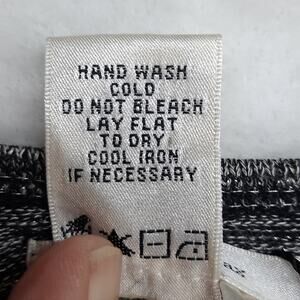 HAND WASH
COLD
DO NOT BLEACH
LAY FLAT
TO DRY
COOL IRON
IF NECESSARY